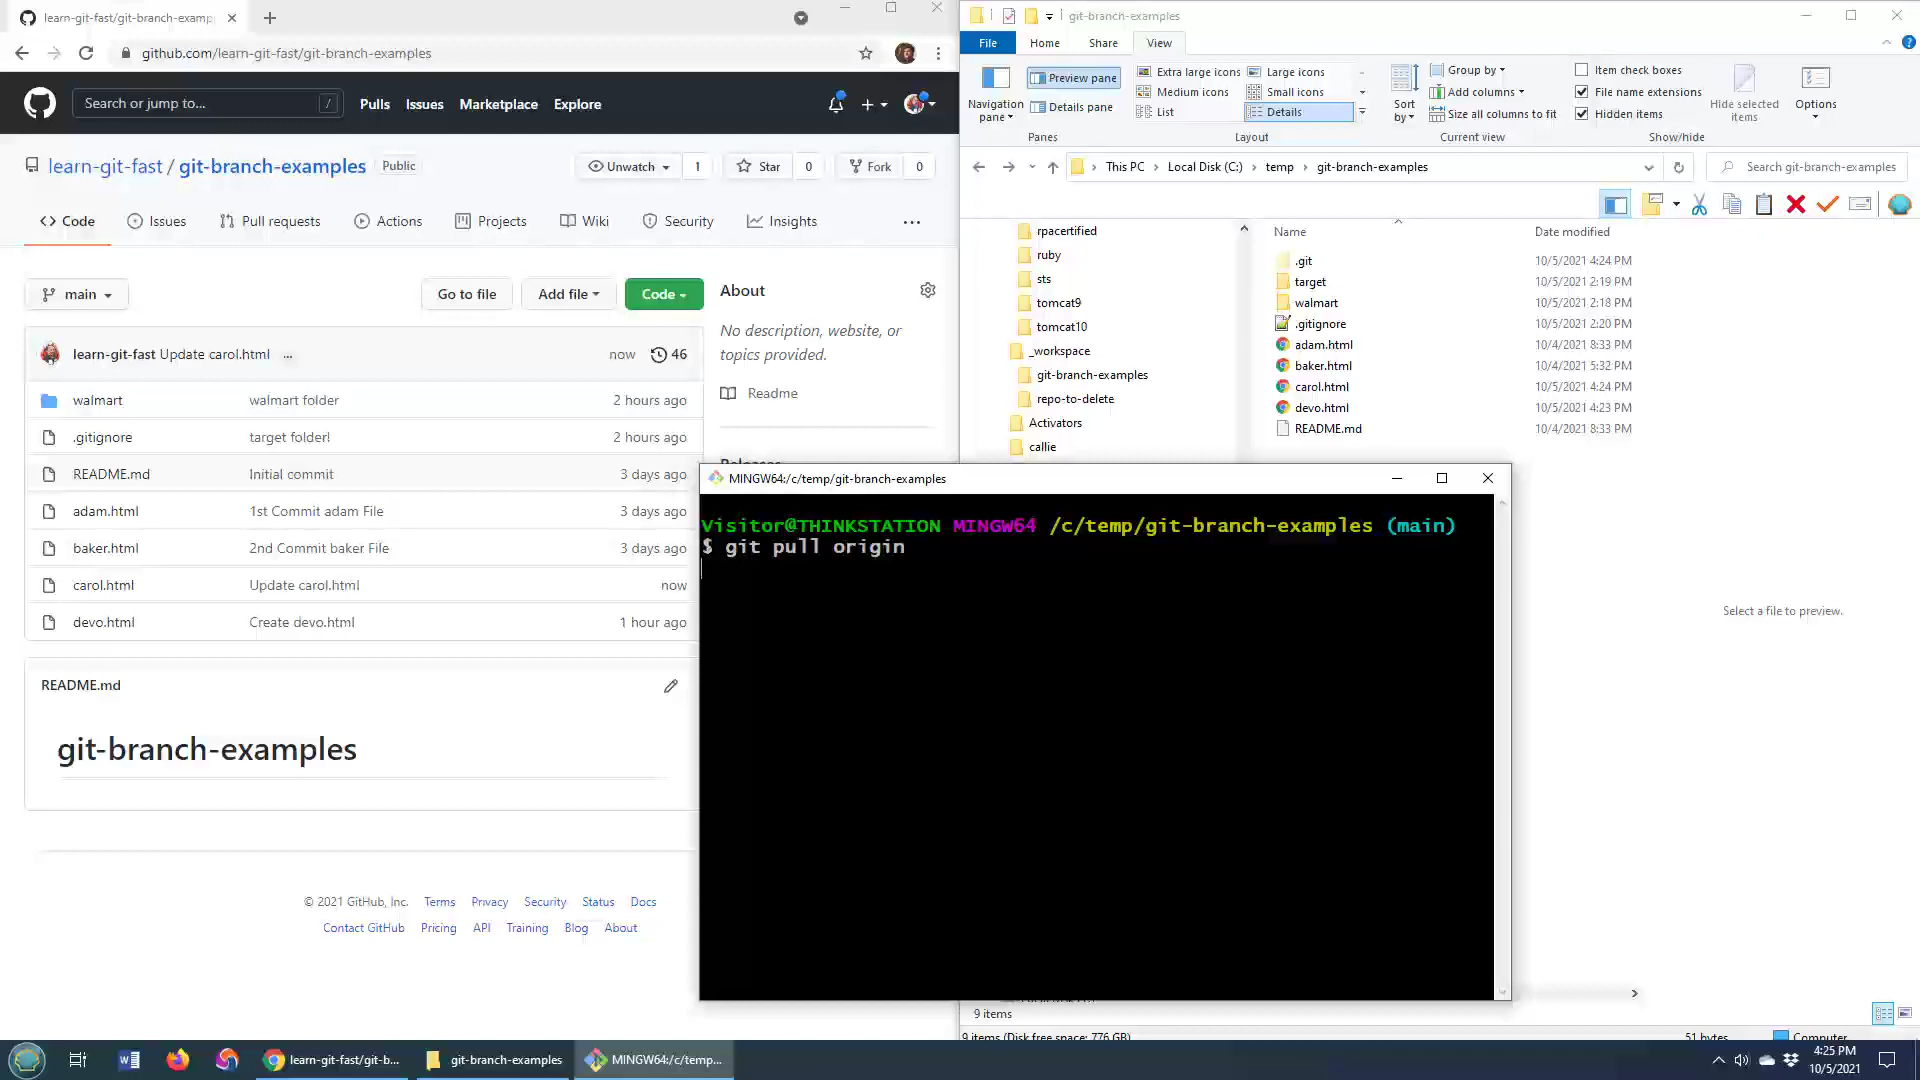 learn-git-fast/git-branch-examp
github.com/learn-git-fast/git-branch-examples
Search or jump to...
/
Pulls
Issues
Marketplace
Explore
learn-git-fast / git-branch-examples
Public
Unwatch
1
Star
0
Fork
0
Code
Issues
Pull requests
Actions
Projects
Wiki
Security
Insights
main
Go to file
Add file
Code
About
No description, website, or
topics provided.
Readme
Releases
learn-git-fast Update carol.html ... now 46
walmart walmart folder 2 hours ago
.gitignore target folder! 2 hours ago
README.md Initial commit 3 days ago
adam.html 1st Commit adam File 3 days ago
baker.html 2nd Commit baker File 3 days ago
carol.html Update carol.html now
devo.html Create devo.html 1 hour ago
README.md
git-branch-examples
© 2021 GitHub, Inc. Terms Privacy Security Status Docs
Contact GitHub Pricing API Training Blog About
git-branch-examples
File Home Share View
Navigation
pane
Preview pane
Details pane
Panes
Extra large icons
Large icons
Medium icons
Small icons
List
Details
Layout
Sort
by
Group by
Add columns
Size all columns to fit
Current view
Item check boxes
File name extensions
Hidden items
Hide selected
items
Show/hide
Options
This PC
Local Disk (C:)
temp
git-branch-examples
Search git-branch-examples
rpacertified
ruby
sts
tomcat9
tomcat10
_workspace
git-branch-examples
repo-to-delete
Activators
callie
Name Date modified
.git 10/5/2021 4:24 PM
target 10/5/2021 2:19 PM
walmart 10/5/2021 2:18 PM
.gitignore 10/5/2021 2:20 PM
adam.html 10/4/2021 8:33 PM
baker.html 10/4/2021 5:32 PM
carol.html 10/5/2021 4:24 PM
devo.html 10/5/2021 4:23 PM
README.md 10/4/2021 8:33 PM
Select a file to preview.
MINGW64:/c/temp/git-branch-examples
Visitor@THINKSTATION MINGW64 /c/temp/git-branch-examples (main)
$ git pull origin
9 items
9 items (Disk free space: 776 GB)
51 bytes
Computer
learn-git-fast/git-b...
git-branch-examples
MINGW64:/c/temp...
4:25 PM
10/5/2021